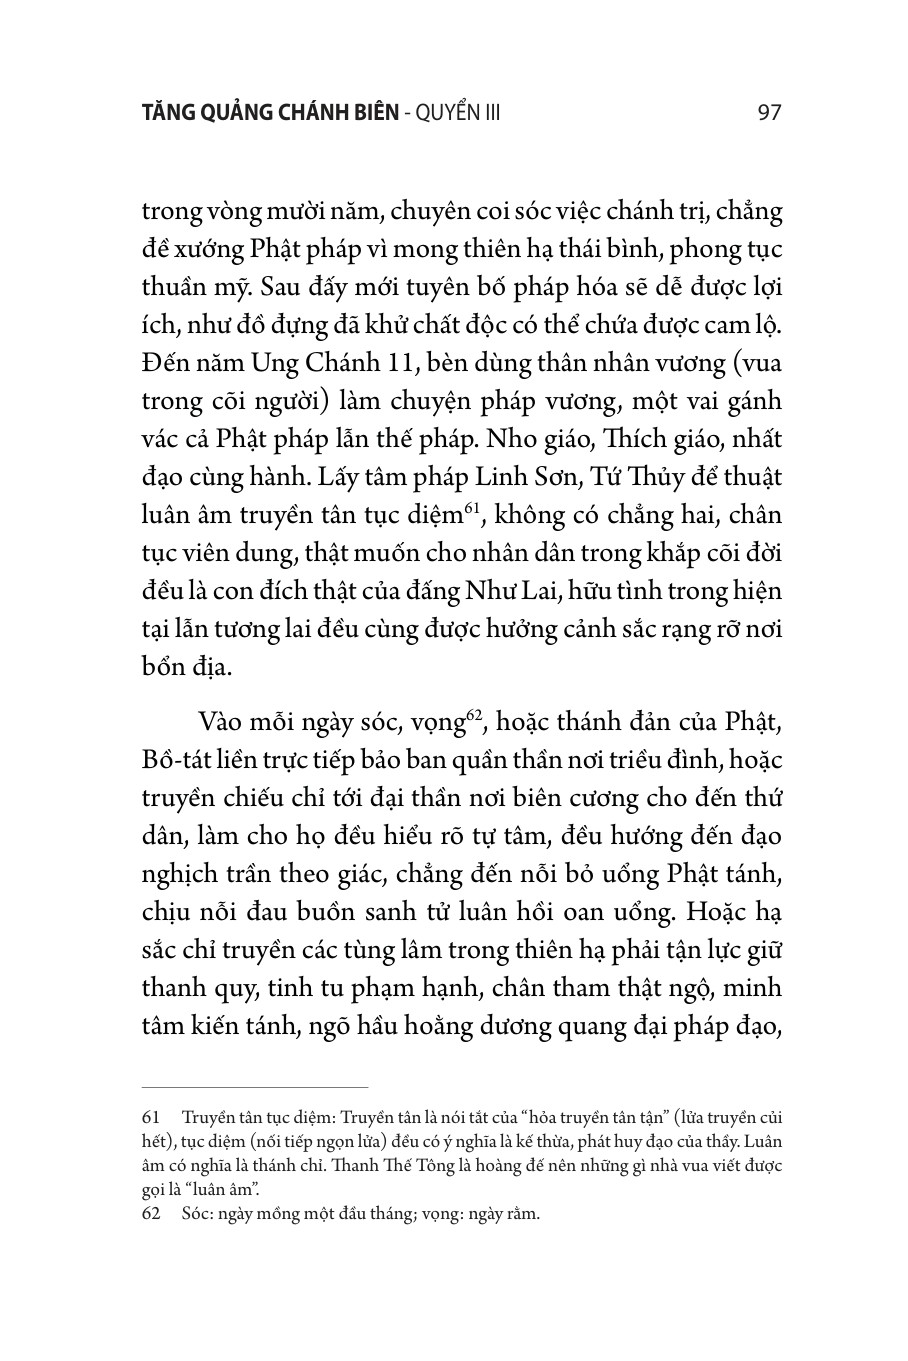 TĂNG QUẢNG CHÁNH BIÊN - QUYỂN III 97
trong vòng mười năm, chuyên coi sóc việc chánh trị, chẳng
đề xướng Phật pháp vì mong thiên hạ thái bình, phong tục
thuần mỹ. Sau đấy mới tuyên bố pháp hóa sẽ dễ được lợi
ích, như đồ đựng đã khử chất độc có thể chứa được cam lộ.
Đến năm Ung Chánh 11, bèn dùng thân nhân vương (vua
trong cõi người) làm chuyện pháp vương, một vai gánh
vác cả Phật pháp lẫn thế pháp. Nho giáo, Thích giáo, nhất
đạo cùng hành. Lấy tâm pháp Linh Sơn, Tứ Thủy để thuật
luân âm truyền tân tục diệm61, không có chẳng hai, chân
tục viên dung, thật muốn cho nhân dân trong khắp cõi đời
đều là con đích thật của đấng Như Lai, hữu tình trong hiện
tại lẫn tương lai đều cùng được hưởng cảnh sắc rạng rỡ nơi
bổn địa.
Vào mỗi ngày sóc, vọng62, hoặc thánh đản của Phật,
Bồ-tát liền trực tiếp bảo ban quần thần nơi triều đình, hoặc
truyền chiếu chỉ tới đại thần nơi biên cương cho đến thứ
dân, làm cho họ đều hiểu rõ tự tâm, đều hướng đến đạo
nghịch trần theo giác, chẳng đến nỗi bỏ uổng Phật tánh,
chịu nỗi đau buồn sanh tử luân hồi oan uổng. Hoặc hạ
sắc chỉ truyền các tùng lâm trong thiên hạ phải tận lực giữ
thanh quy, tinh tu phạm hạnh, chân tham thật ngộ, minh
tâm kiến tánh, ngõ hầu hoằng dương quang đại pháp đạo,
61 Truyền tân tục diệm: Truyền tân là nói tắt của “hỏa truyền tân tận” (lửa truyền củi
hết), tục diệm (nối tiếp ngọn lửa) đều có ý nghĩa là kế thừa, phát huy đạo của thầy. Luân
âm có nghĩa là thánh chỉ. Thanh Thế Tông là hoàng đế nên những gì nhà vua viết được
gọi là “luân âm”.
62 Sóc: ngày mồng một đầu tháng; vọng: ngày rằm.